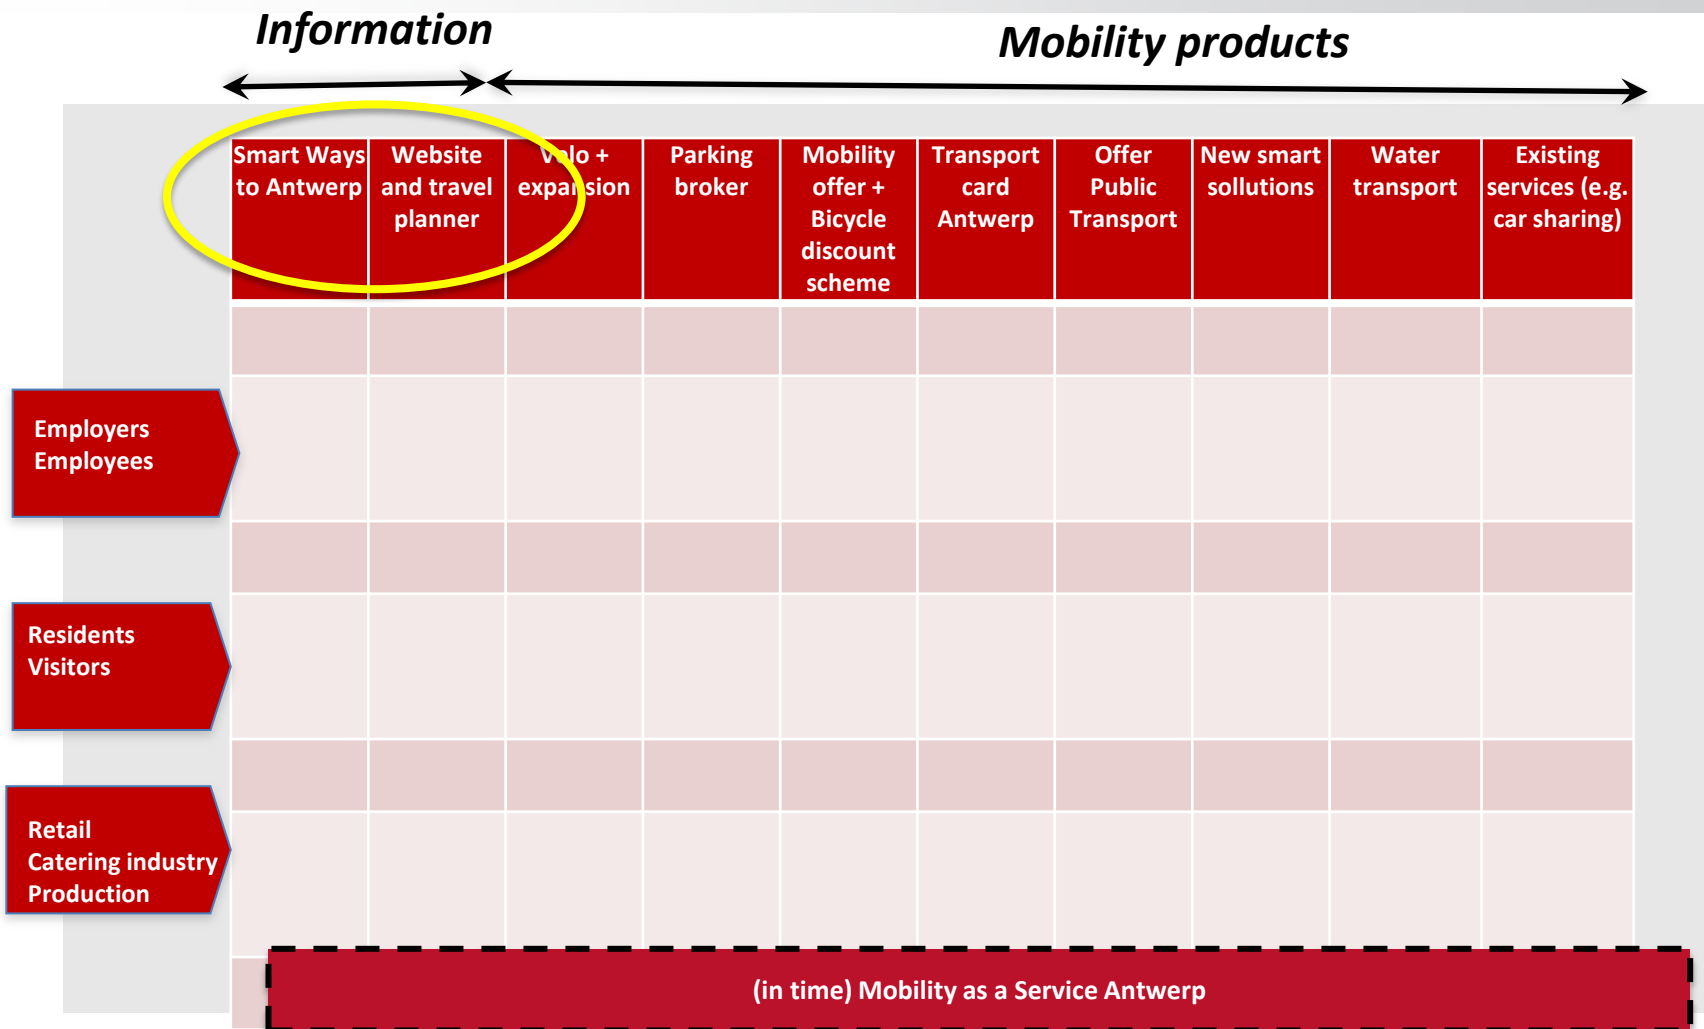 Information
Mobility products
Smart Ways
to Antwerp
Website
and travel
planner
Velo +
expansion
Parking
broker
Mobility
offer +
Bicycle
discount
scheme
Transport
card
Antwerp
Offer
Public
Transport
New smart
sollutions
Water
transport
Existing
services (e.g.
car sharing)
Employers
Employees
Residents
Visitors
Retail
Catering industry
Production
(in time) Mobility as a Service Antwerp